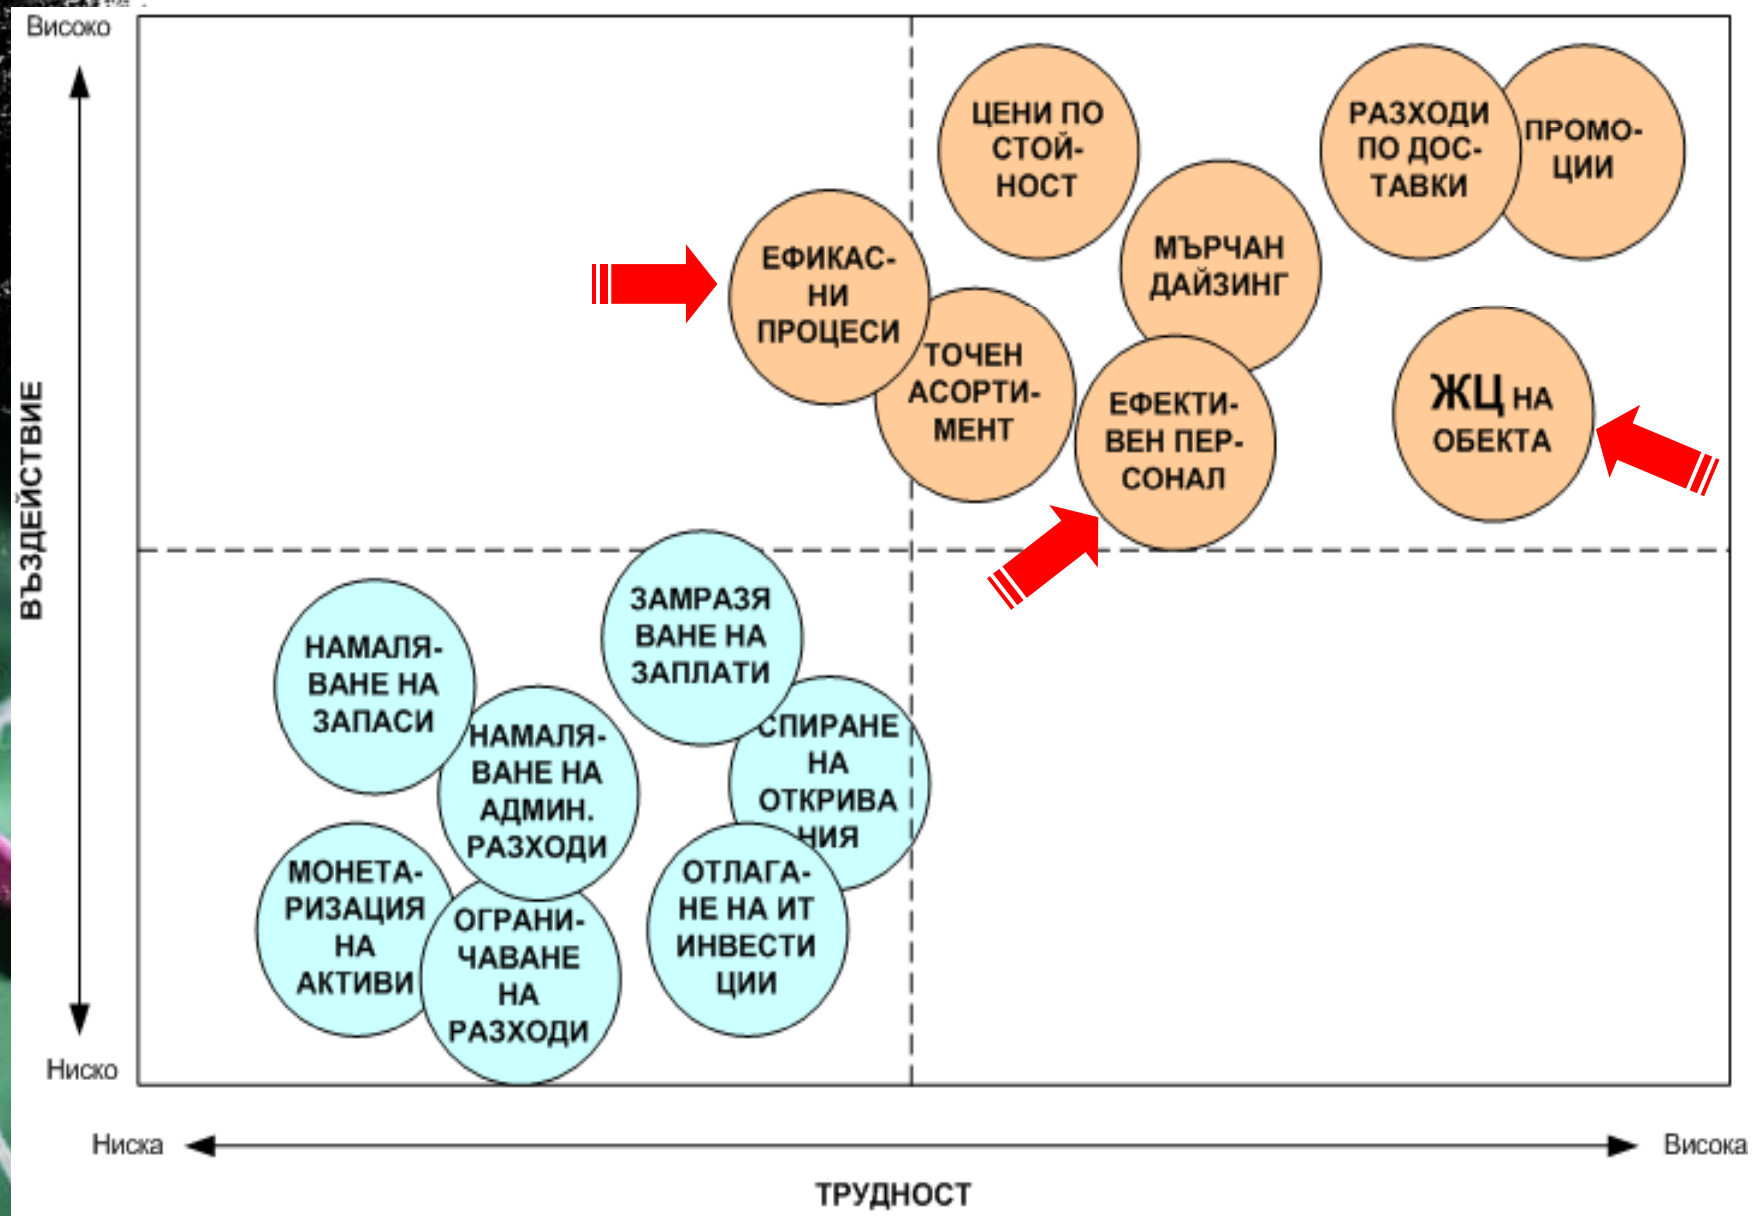 Високо
ВЪЗДЕЙСТВИЕ
Ниско
ЦЕНИ ПО
СТОЙ-
НОСТ
РАЗХОДИ
ПО ДОС-
ТАВКИ
ПРОМО-
ЦИИ
ЕФИКАС-
НИ
ПРОЦЕСИ
МЪРЧАН
ДАЙЗИНГ
ТОЧЕН
АСОРТИ-
МЕНТ
ЕФЕКТИ-
ВЕН ПЕР-
СОНАЛ
ЖЦ НА
ОБЕКТА
ЗАМРАЗЯ
ВАНЕ НА
ЗАПЛАТИ
НАМАЛЯ-
ВАНЕ НА
ЗАПАСИ
НАМАЛЯ-
ВАНЕ НА
АДМИН.
РАЗХОДИ
СПИРАНЕ
НА
ОТКРИВА
НИЯ
МОНЕТА-
РИЗАЦИЯ
НА
АКТИВИ
ОГРАНИ-
ЧАВАНЕ
НА
РАЗХОДИ
ОТЛАГА-
НЕ НА ИТ
ИНВЕСТИ
ЦИИ
Ниска
Висока
ТРУДНОСТ